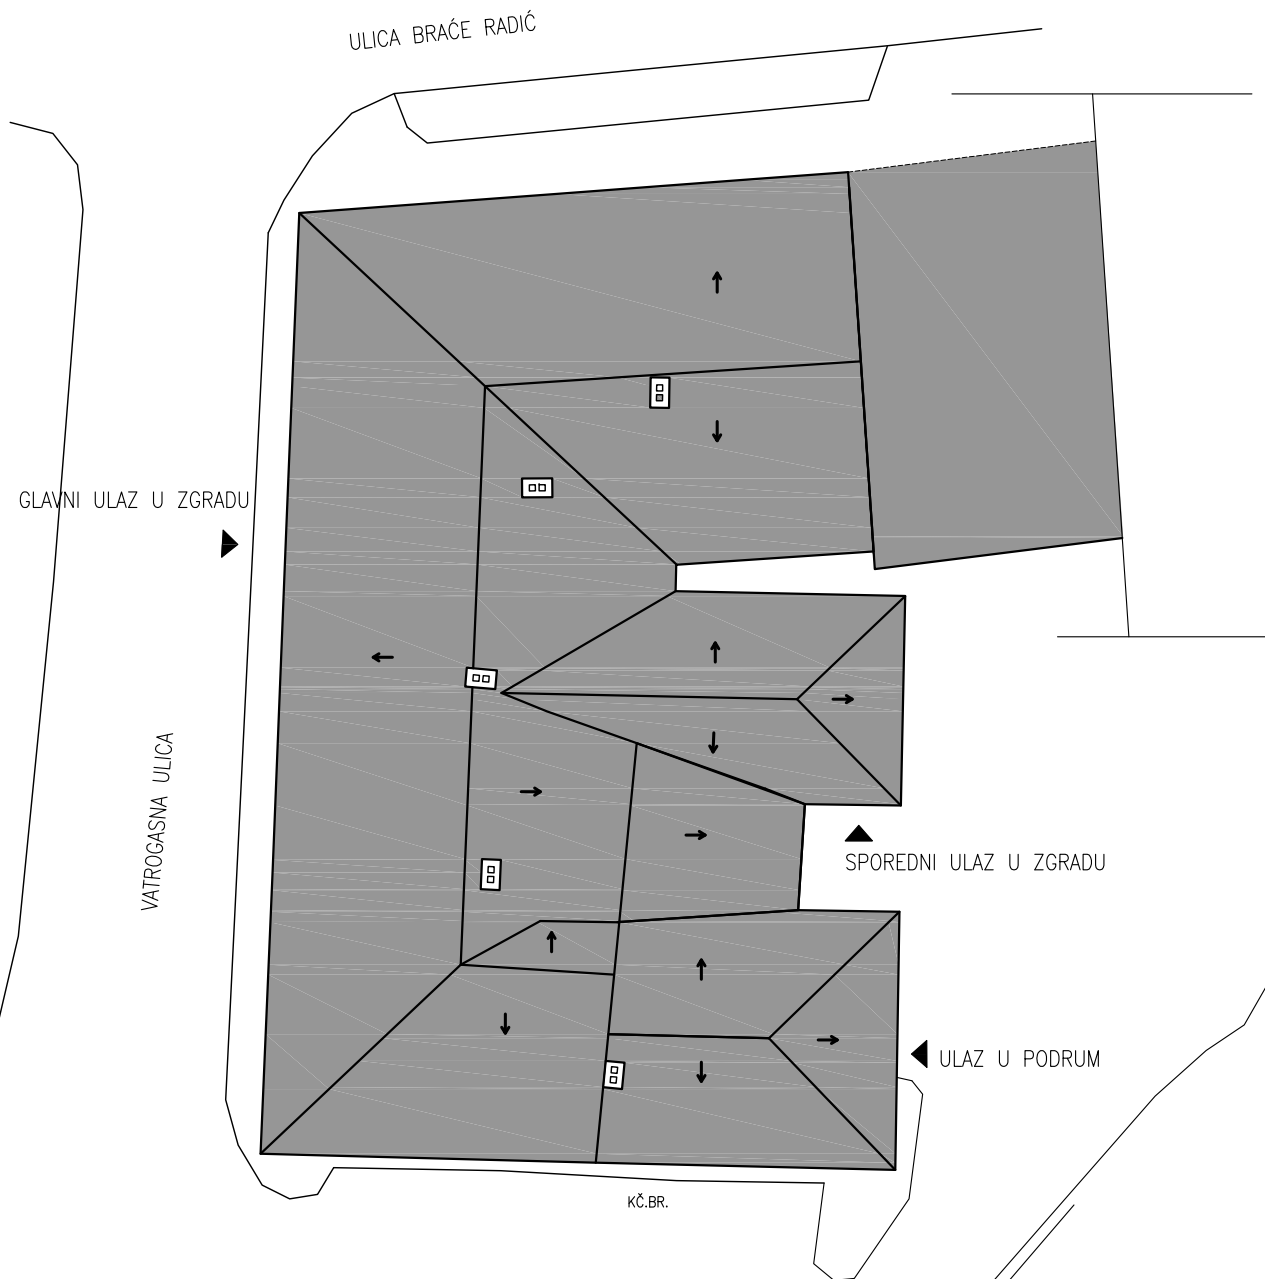 ULICA BRAĆE RADIĆ
GLAVNI ULAZ U ZGRADU
VATROGASNA ULICA
SPOREDNI ULAZ U ZGRADU
ULAZ U PODRUM
KČ.BR.